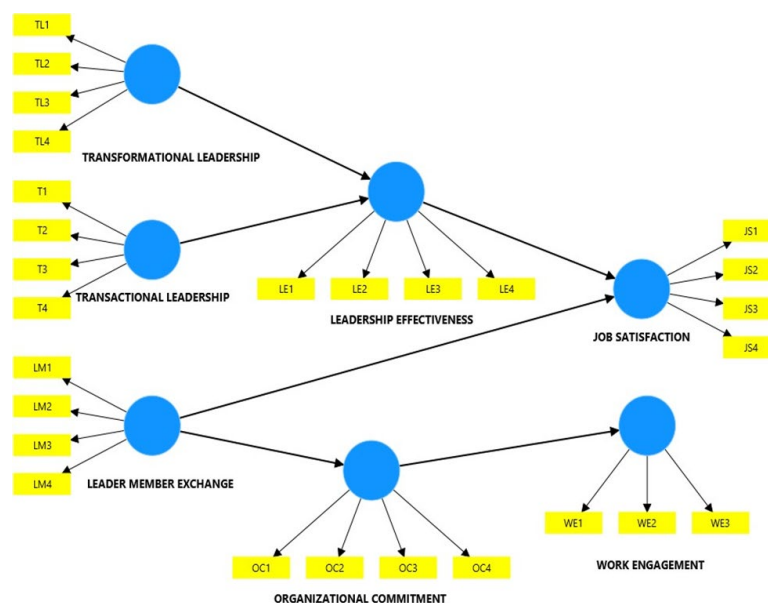 TL1
TL2
TL3
TL4
TRANSFORMATIONAL LEADERSHIP
T1
T2
T3
T4
TRANSACTIONAL LEADERSHIP
LE1 LE2 LE3 LE4
LEADERSHIP EFFECTIVENESS
JS1
JS2
JS3
JS4
JOB SATISFACTION
LM1
LM2
LM3
LM4
LEADER MEMBER EXCHANGE
OC1 OC2 OC3 OC4
ORGANIZATIONAL COMMITMENT
WE1 WE2 WE3
WORK ENGAGEMENT